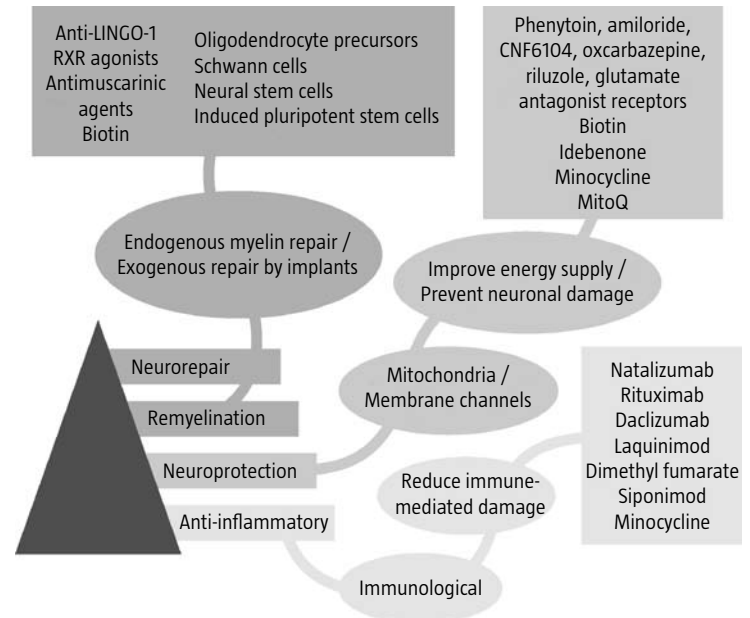 Anti-LINGO-1
RXR agonists
Antimuscarinic
agents
Biotin
Oligodendrocyte precursors
Schwann cells
Neural stem cells
Induced pluripotent stem cells
Phenytoin, amiloride,
CNF6104, oxcarbazepine,
riluzole, glutamate
antagonist receptors
Biotin
Idebenone
Minocycline
MitoQ
Endogenous myelin repair /
Exogenous repair by implants
Improve energy supply /
Prevent neuronal damage
Neurorepair
Remyelination
Neuroprotection
Anti-inflammatory
Mitochondria /
Membrane channels
Reduce immune-
mediated damage
Immunological
Natalizumab
Rituximab
Daclizumab
Laquinimod
Dimethyl fumarate
Siponimod
Minocycline